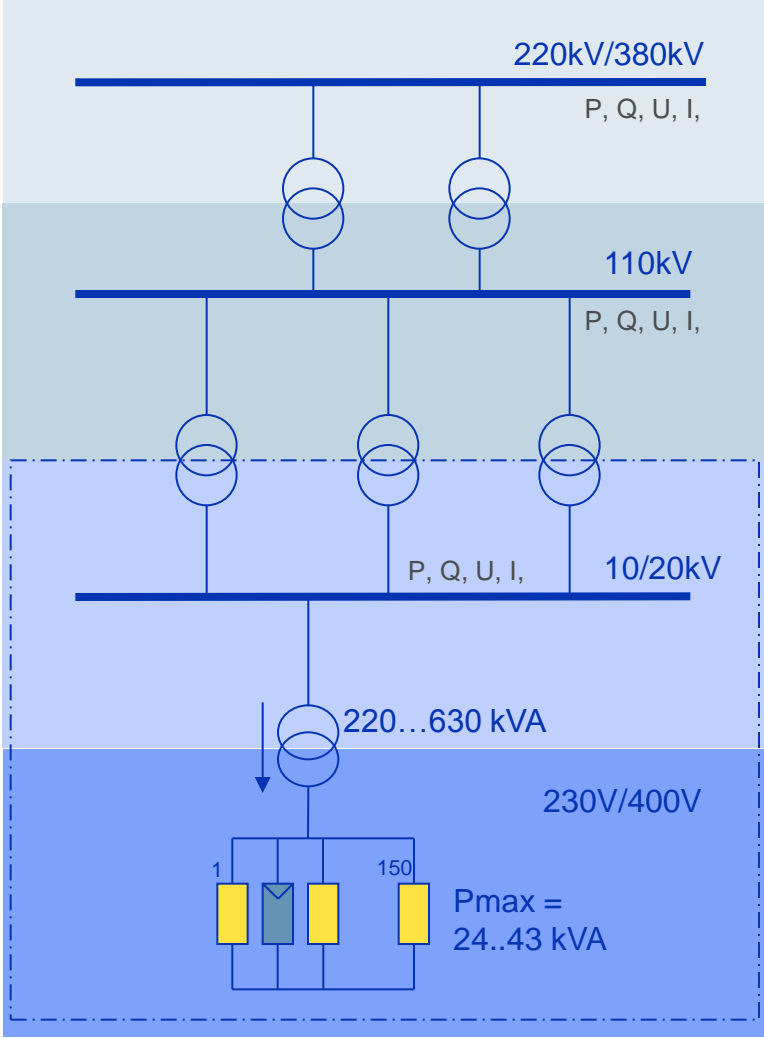 220kV/380kV
P, Q, U, I,
110kV
P, Q, U, I,
P, Q, U, I,
10/20kV
220…630 kVA
230V/400V
1
150
Pmax =
24..43 kVA